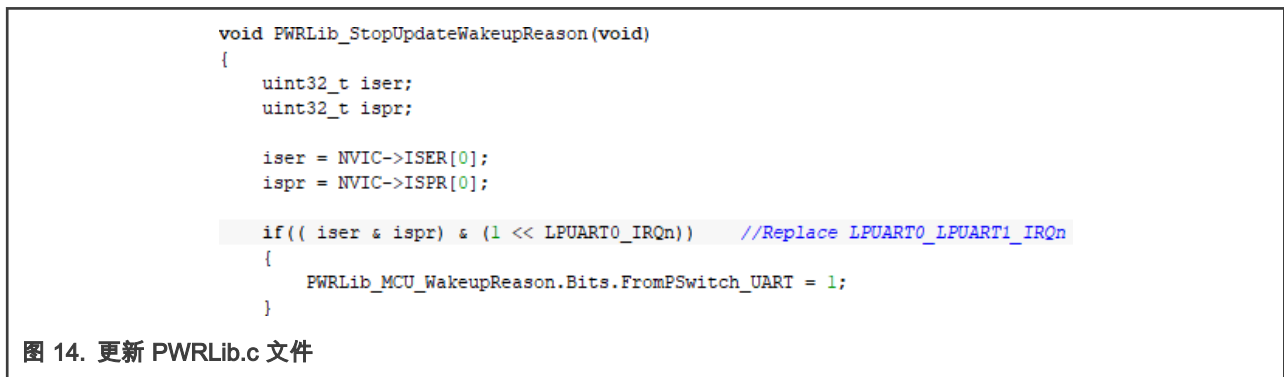 void PWRLib_StopUpdateWakeupReason(void)
{
    uint32_t iser;
    uint32_t ispr;

    iser = NVIC->ISER[0];
    ispr = NVIC->ISPR[0];

    if(( iser & ispr) & (1 << LPUART0_IRQn))    //Replace LPUART0_LPUART1_IRQn
    {
        PWRLib_MCU_WakeupReason.Bits.FromPSwitch_UART = 1;
    }
图 14. 更新 PWRLib.c 文件